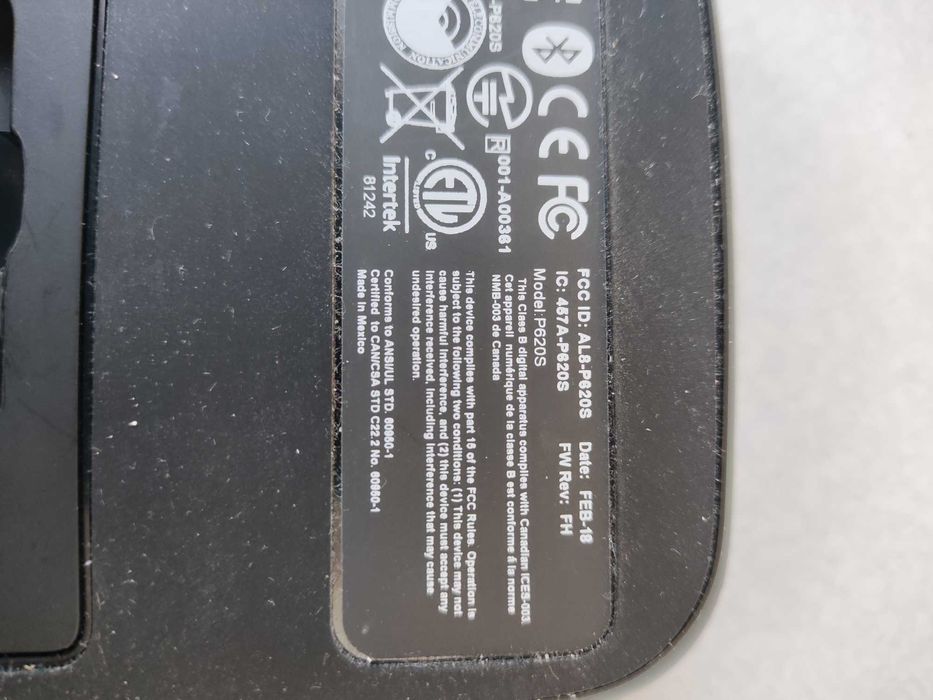 -P620S
R 001-A00361
C ETL US
LISTED
Intertek
81242
FCC ID: AL8-P620S Date: FEB-18
IC: 457A-P620S FW Rev: FH
Model:P620S
This Class B digital apparatus complies with Canadian ICES-003.
Cet appareil numérique de la classe B est conforme à la norme
NMB-003 de Canada
This device complies with part 15 of the FCC Rules. Operation is
subject to the following two conditions: (1) This device may not
cause harmful interference, and (2) this device must accept any
interference received, including interference that may cause
undesired operation.
Conforms to ANSI/UL STD. 60950-1
Certified to CAN/CSA STD C22.2 No. 60950-1
Made in Mexico